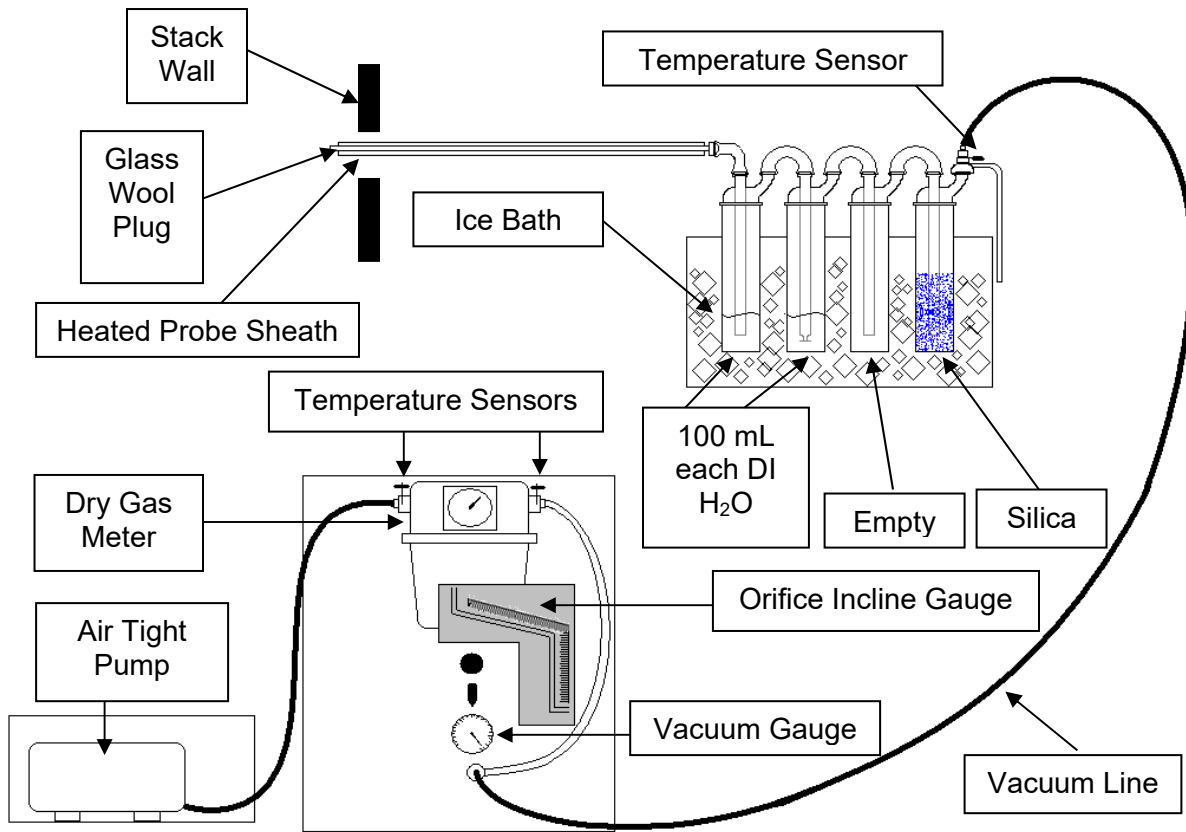 Stack
Wall
Temperature Sensor
Glass
Wool
Plug
Ice Bath
Heated Probe Sheath
Temperature Sensors
100 mL
each DI
H₂O
Empty
Silica
Dry Gas
Meter
Orifice Incline Gauge
Air Tight
Pump
Vacuum Gauge
Vacuum Line